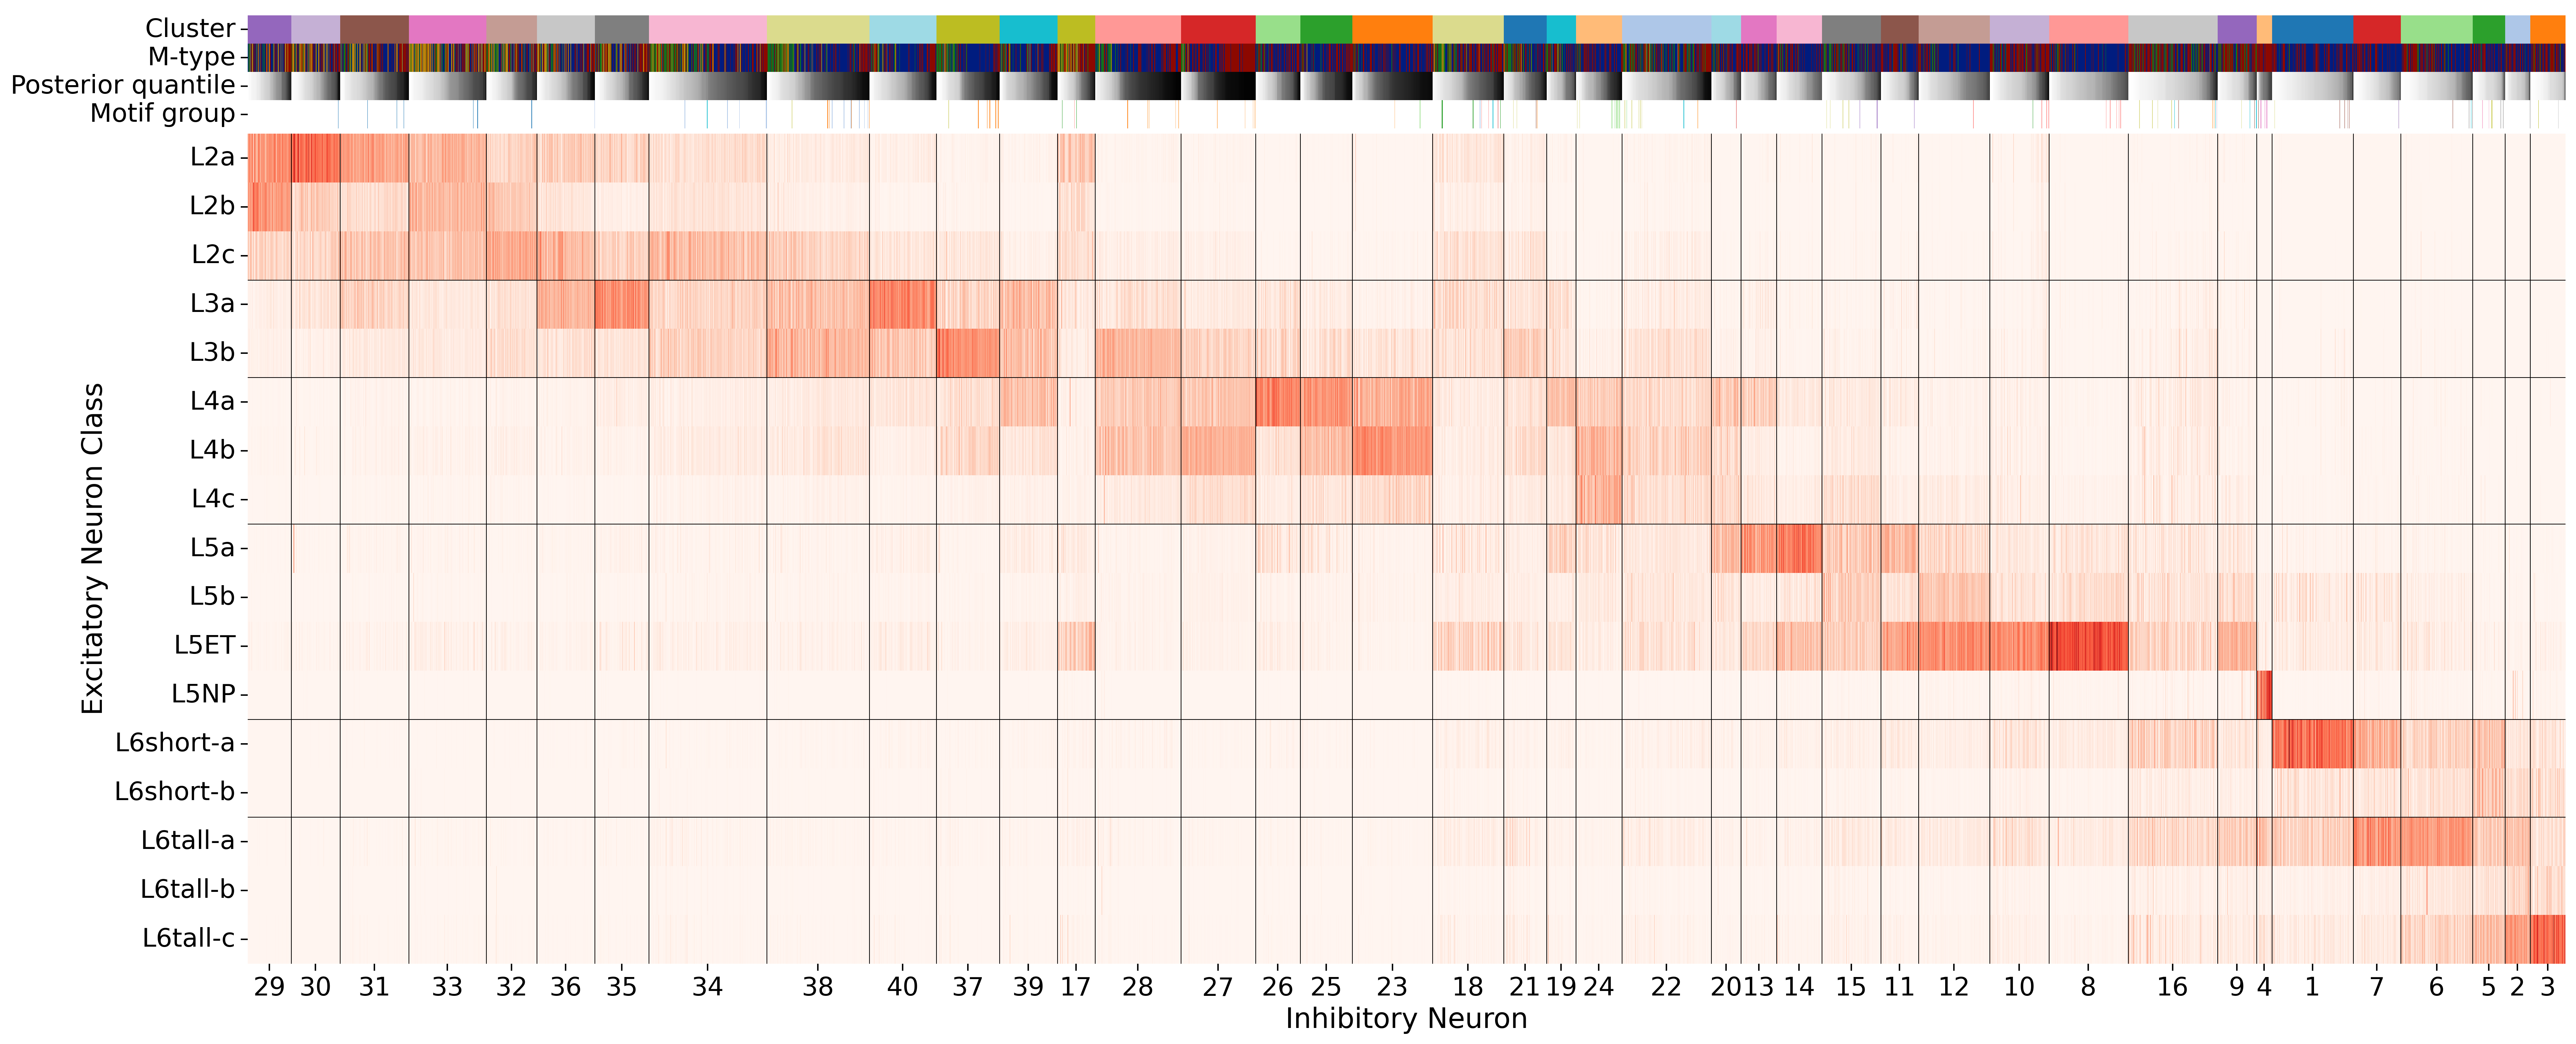 Cluster
M-type
Posterior quantile
Motif group
L2a
L2b
L2c
L3a
L3b
L4a
L4b
L4c
L5a
L5b
L5ET
L5NP
L6short-a
L6short-b
L6tall-a
L6tall-b
L6tall-c
Excitatory Neuron Class
29 30 31 33 32 36 35 34 38 40 37 39 17 28 27 26 25 23 18 21 19 24 22 20 13 14 15 11 12 10 8 16 9 4 1 7 6 5 2 3
Inhibitory Neuron